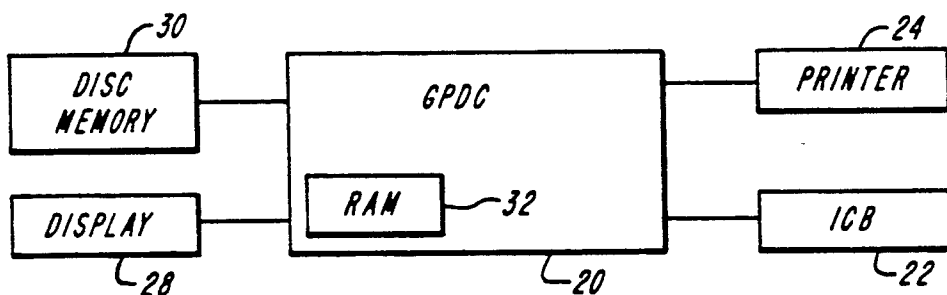 30
DISC
MEMORY
DISPLAY
28
GPDC
RAM
32
20
24
PRINTER
ICB
22